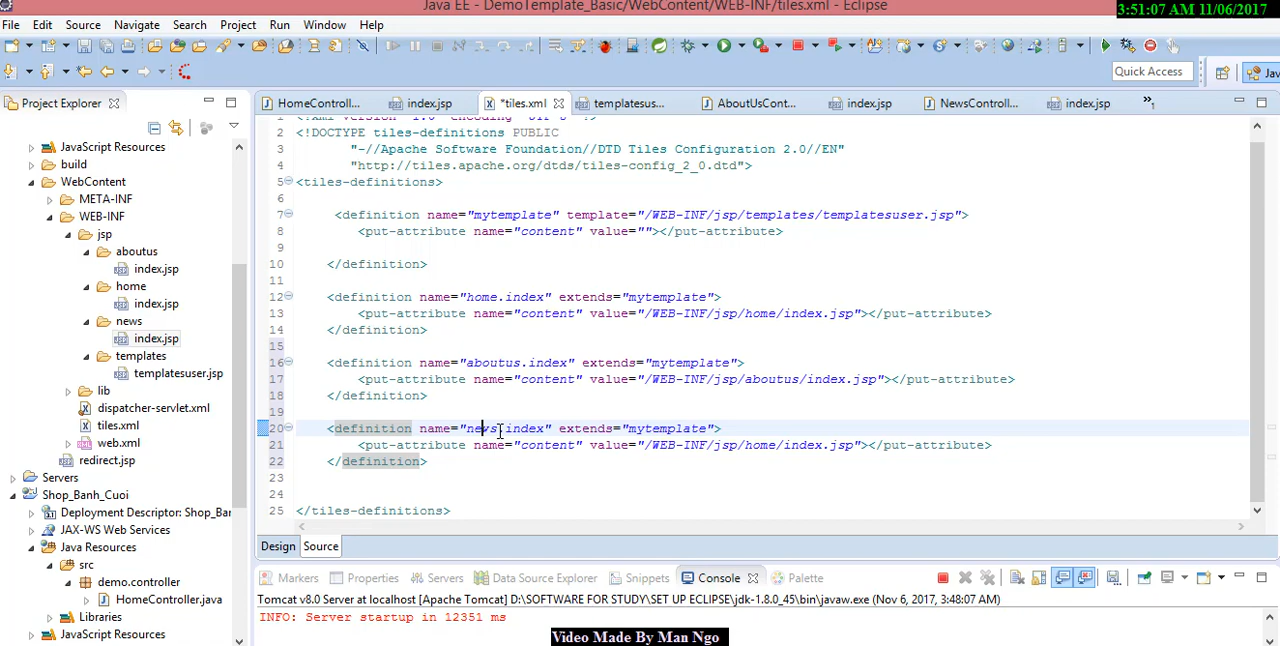 Java EE - DemoTemplate_Basic/WebContent/WEB-INF/tiles.xml - Eclipse
3:51:07 AM 11/06/2017
File Edit Source Navigate Search Project Run Window Help
Quick Access
Project Explorer
HomeControll... index.jsp *tiles.xml templatesus... AboutUsCont... index.jsp NewsControll... index.jsp »1
JavaScript Resources
build
WebContent
META-INF
WEB-INF
jsp
aboutus
index.jsp
home
index.jsp
news
index.jsp
templates
templatesuser.jsp
lib
dispatcher-servlet.xml
tiles.xml
web.xml
redirect.jsp
Servers
Shop_Banh_Cuoi
Deployment Descriptor: Shop_Ba
JAX-WS Web Services
Java Resources
src
demo.controller
HomeController.java
Libraries
JavaScript Resources
2 <!DOCTYPE tiles-definitions PUBLIC
3 "-//Apache Software Foundation//DTD Tiles Configuration 2.0//EN"
4 "http://tiles.apache.org/dtds/tiles-config_2_0.dtd">
5 <tiles-definitions>
6
7 <definition name="mytemplate" template="/WEB-INF/jsp/templates/templatesuser.jsp">
8 <put-attribute name="content" value=""></put-attribute>
9
10 </definition>
11
12 <definition name="home.index" extends="mytemplate">
13 <put-attribute name="content" value="/WEB-INF/jsp/home/index.jsp"></put-attribute>
14 </definition>
15
16 <definition name="aboutus.index" extends="mytemplate">
17 <put-attribute name="content" value="/WEB-INF/jsp/aboutus/index.jsp"></put-attribute>
18 </definition>
19
20 <definition name="news.index" extends="mytemplate">
21 <put-attribute name="content" value="/WEB-INF/jsp/home/index.jsp"></put-attribute>
22 </definition>
23
24
25 </tiles-definitions>
Design Source
Markers Properties Servers Data Source Explorer Snippets Console Palette
Tomcat v8.0 Server at localhost [Apache Tomcat] D:\SOFTWARE FOR STUDY\SET UP ECLIPSE\jdk-1.8.0_45\bin\javaw.exe (Nov 6, 2017, 3:48:07 AM)
INFO: Server startup in 12351 ms
Video Made By Man Ngo